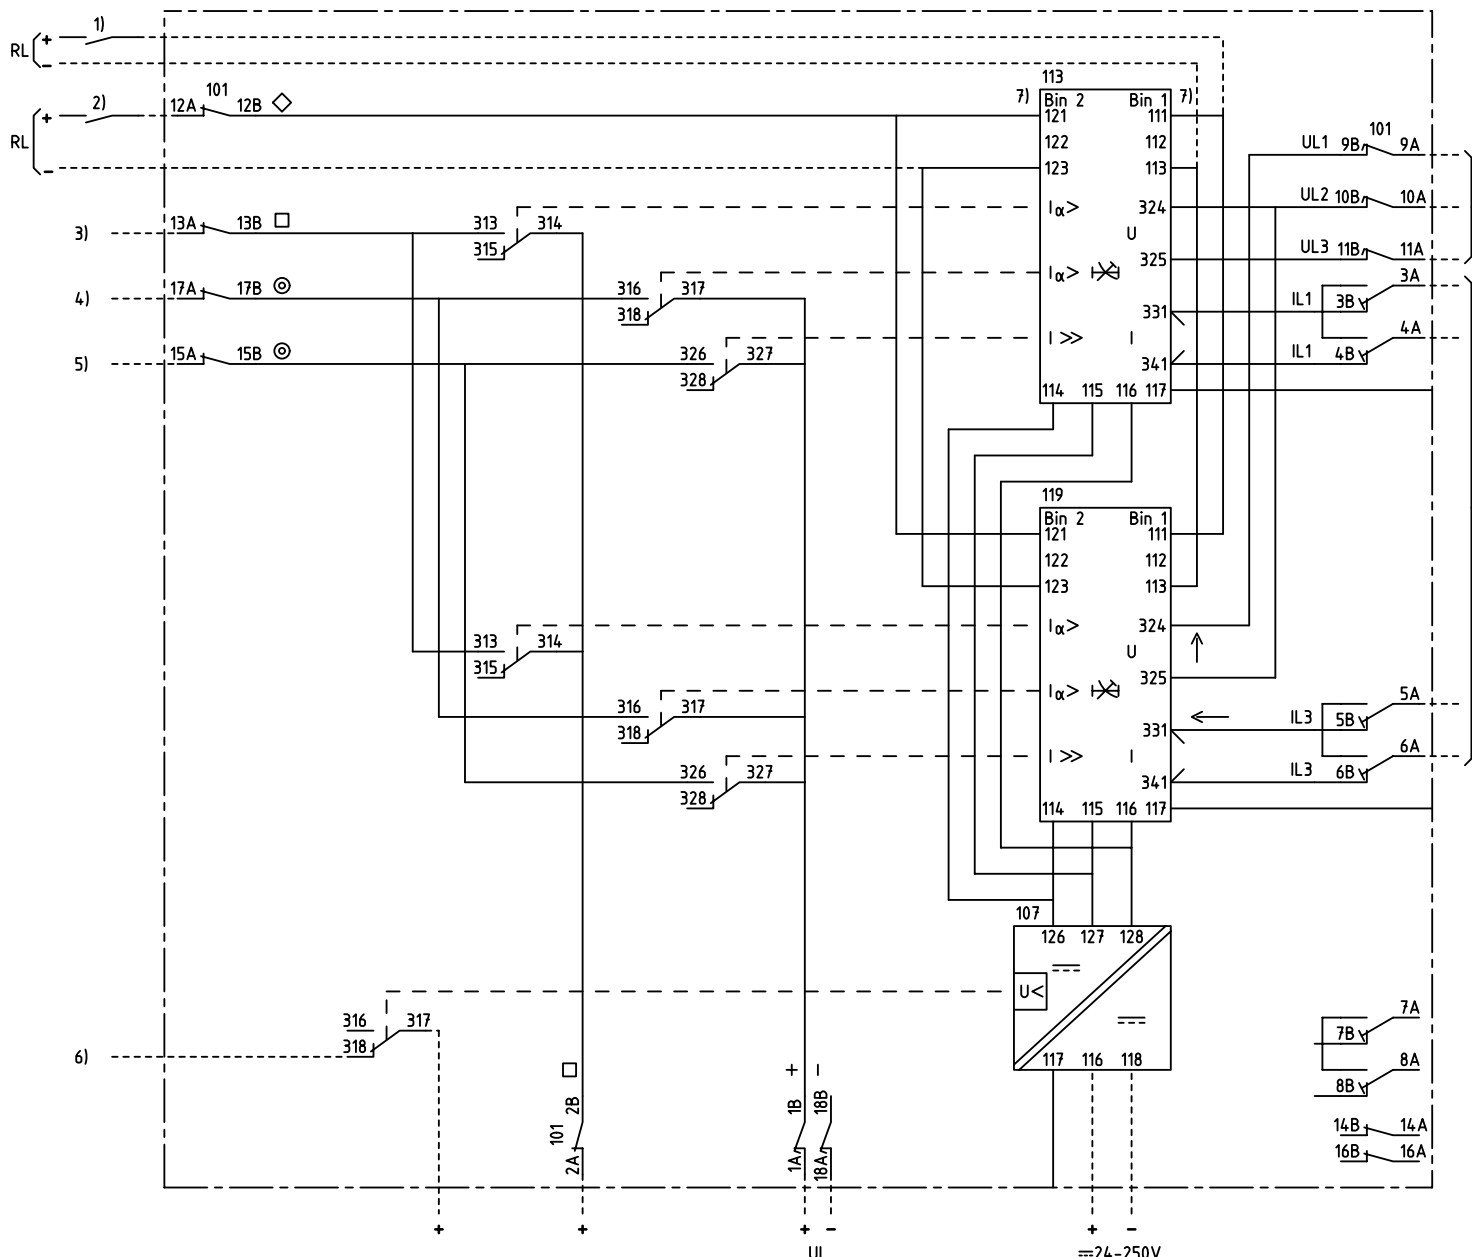 1)
RL + −
2)
RL + −
101
12A 12B
3) 13A 13B
4) 17A 17B
5) 15A 15B
313 314
315
316 317
318
326 327
328
113
7) Bin 2 Bin 1 7)
121 111
122 112
123 113
Iα> 324
U
325
Iα>
331
I >> I
341
114 115 116 117
101
UL1 9B 9A
UL2 10B 10A
UL3 11B 11A
3A
IL1 3B
4A
IL1 4B
119
Bin 2 Bin 1
121 111
122 112
123 113
Iα> 324
U
325
Iα>
331
I >> I
341
114 115 116 117
313 314
315
316 317
318
326 327
328
5A
IL3 5B
6A
IL3 6B
107
126 127 128
U<
117 116 118
316 317
6) 318
7A
7B
8A
8B
14B 14A
16B 16A
+ −
2B 1B 18B
101
2A 1A 18A
+ + + − + −
UL 24-250V